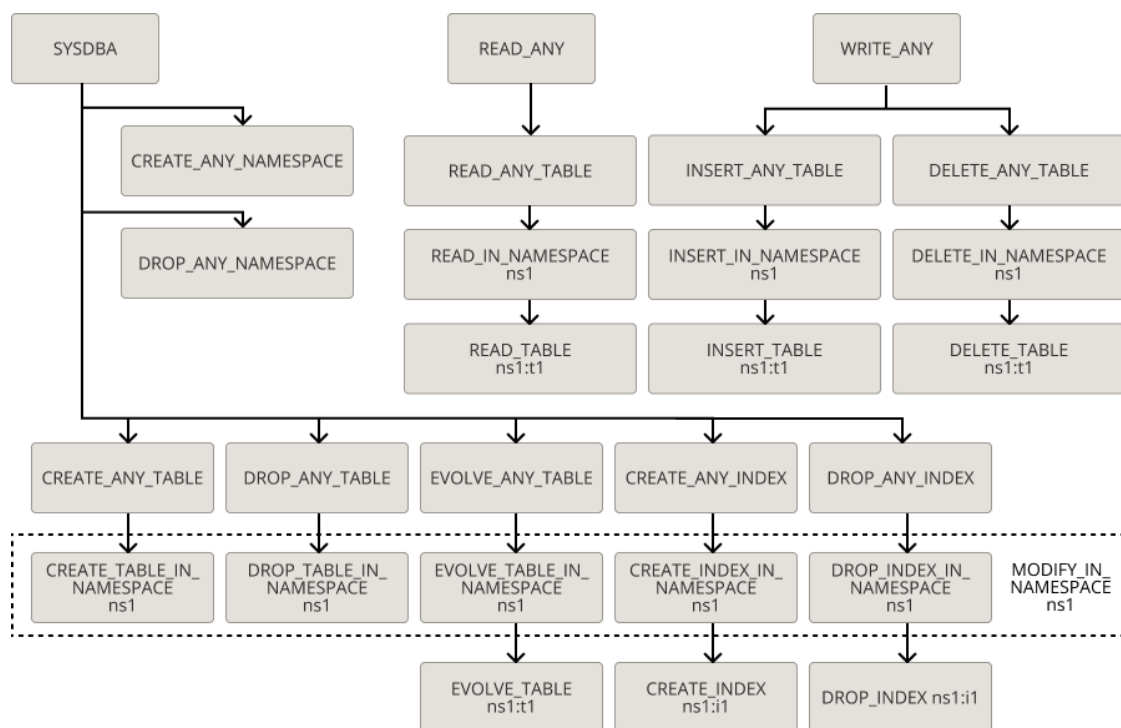 SYSDBA
READ_ANY
WRITE_ANY
CREATE_ANY_NAMESPACE
READ_ANY_TABLE
INSERT_ANY_TABLE
DELETE_ANY_TABLE
DROP_ANY_NAMESPACE
READ_IN_NAMESPACE
ns1
INSERT_IN_NAMESPACE
ns1
DELETE_IN_NAMESPACE
ns1
READ_TABLE
ns1:t1
INSERT_TABLE
ns1:t1
DELETE_TABLE
ns1:t1
CREATE_ANY_TABLE
DROP_ANY_TABLE
EVOLVE_ANY_TABLE
CREATE_ANY_INDEX
DROP_ANY_INDEX
CREATE_TABLE_IN_
NAMESPACE
ns1
DROP_TABLE_IN_
NAMESPACE
ns1
EVOLVE_TABLE_IN_
NAMESPACE
ns1
CREATE_INDEX_IN_
NAMESPACE
ns1
DROP_INDEX_IN_
NAMESPACE
ns1
MODIFY_IN_
NAMESPACE
ns1
EVOLVE_TABLE
ns1:t1
CREATE_INDEX
ns1:i1
DROP_INDEX ns1:i1